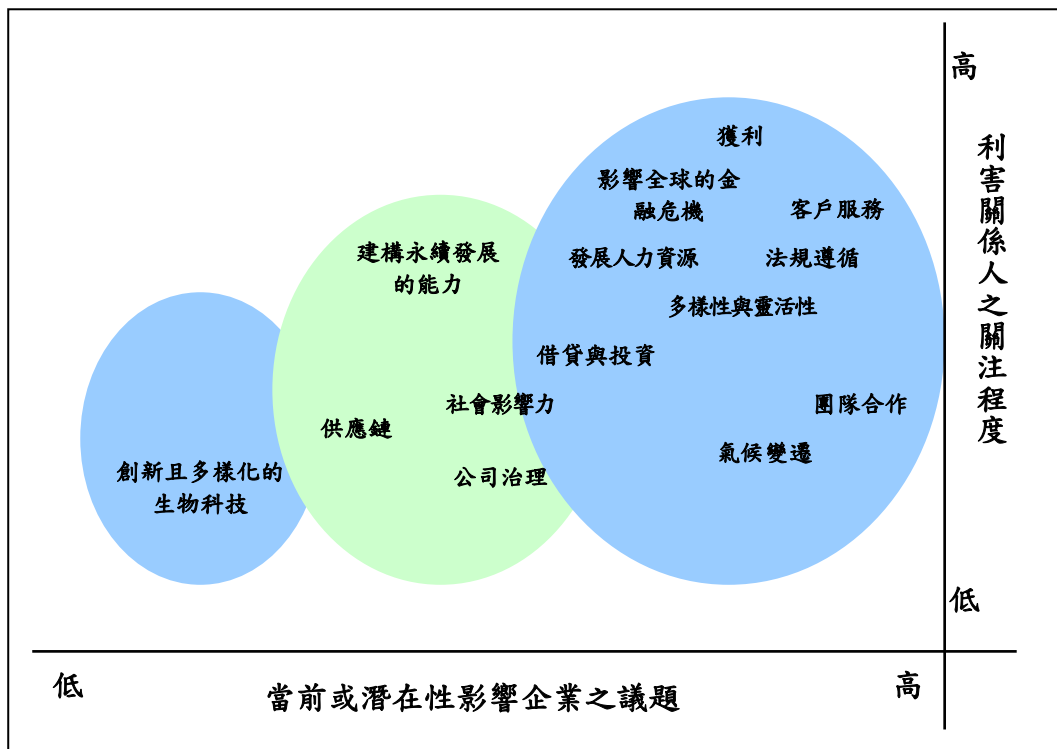 高
利害關係人之關注程度
低
獲利
影響全球的金
融危機
客戶服務
建構永續發展
的能力
發展人力資源
法規遵循
多樣性與靈活性
借貸與投資
社會影響力
團隊合作
供應鏈
氣候變遷
創新且多樣化的
生物科技
公司治理
低
當前或潛在性影響企業之議題
高